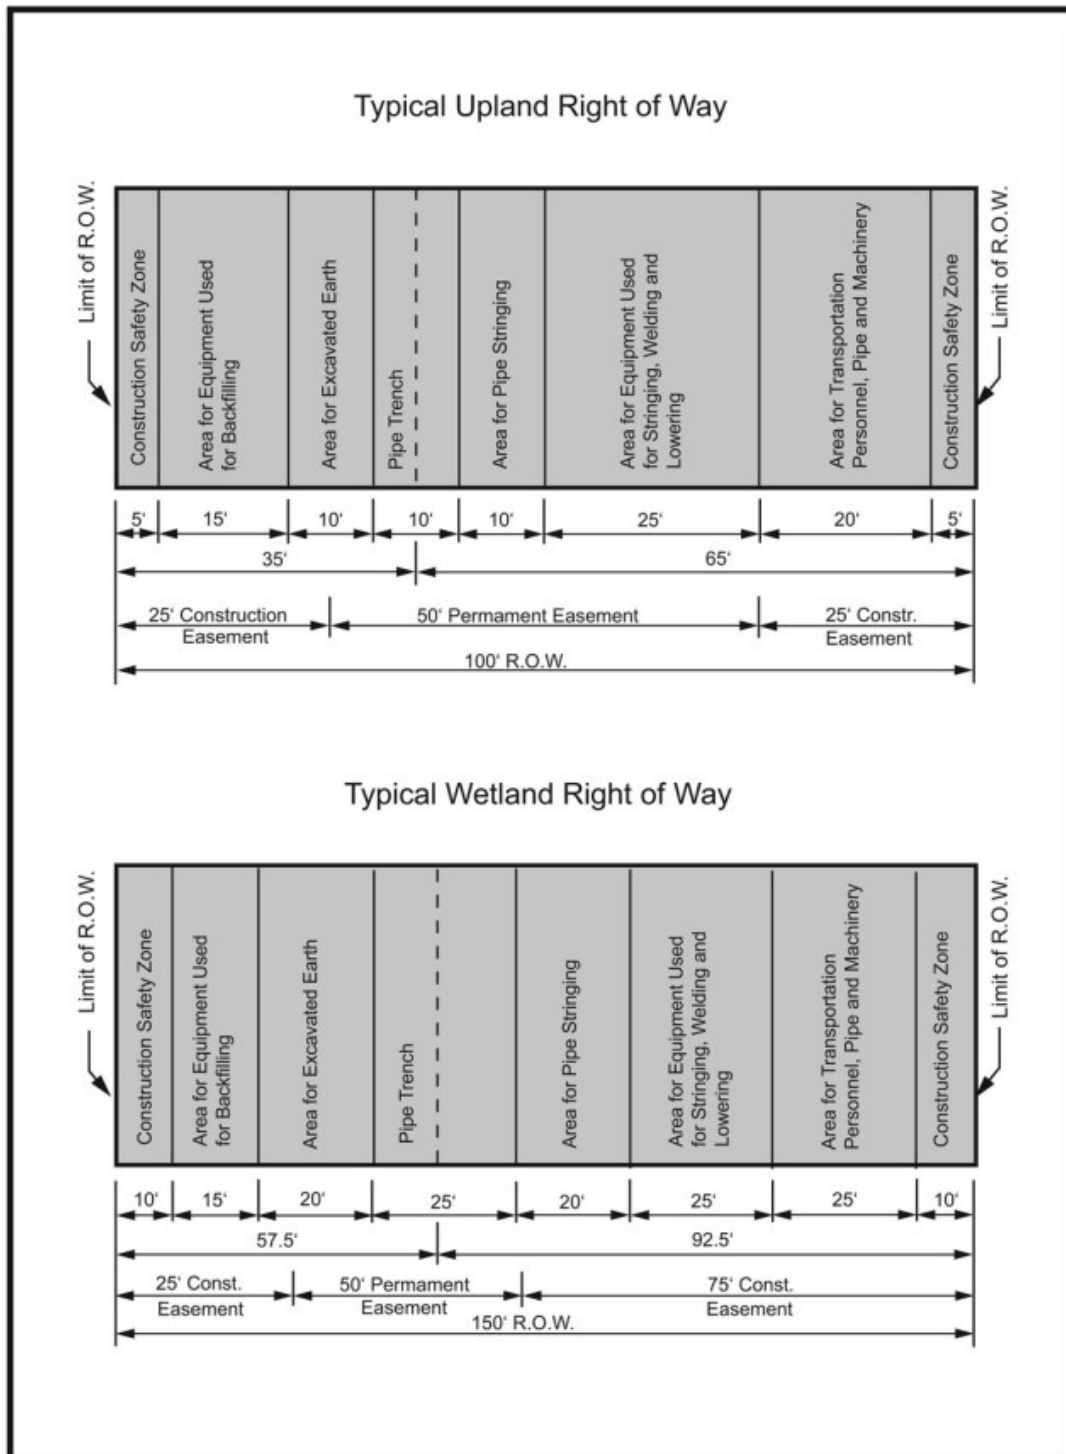 Typical Upland Right of Way
Limit of R.O.W.
Construction Safety Zone
Area for Equipment Used
for Backfilling
Area for Excavated Earth
Pipe Trench
Area for Pipe Stringing
Area for Equipment Used
for Stringing, Welding and
Lowering
Area for Transportation
Personnel, Pipe and Machinery
Construction Safety Zone
Limit of R.O.W.
5' 15' 10' 10' 10' 25' 20' 5'
35' 65'
25' Construction
Easement
50' Permament Easement
25' Constr.
Easement
100' R.O.W.
Typical Wetland Right of Way
Limit of R.O.W.
Construction Safety Zone
Area for Equipment Used
for Backfilling
Area for Excavated Earth
Pipe Trench
Area for Pipe Stringing
Area for Equipment Used
for Stringing, Welding and
Lowering
Area for Transportation
Personnel, Pipe and Machinery
Construction Safety Zone
Limit of R.O.W.
10' 15' 20' 25' 20' 25' 25' 10'
57.5' 92.5'
25' Const.
Easement
50' Permament
Easement
75' Const.
Easement
150' R.O.W.